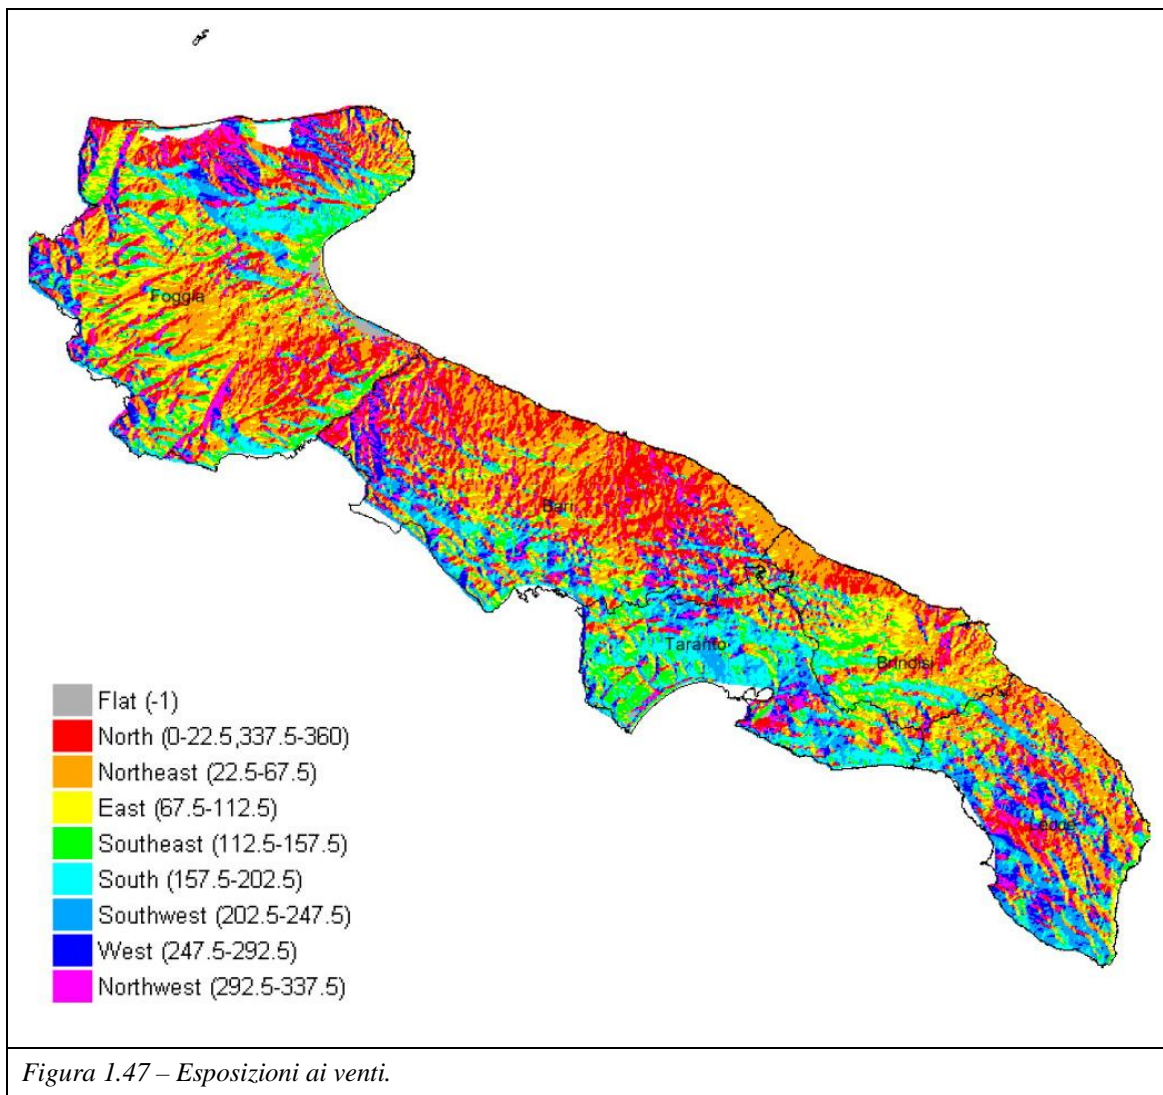 Foggia
Bari
Taranto
Brindisi
Lecce
Flat (-1)
North (0-22.5,337.5-360)
Northeast (22.5-67.5)
East (67.5-112.5)
Southeast (112.5-157.5)
South (157.5-202.5)
Southwest (202.5-247.5)
West (247.5-292.5)
Northwest (292.5-337.5)
Figura 1.47 – Esposizioni ai venti.